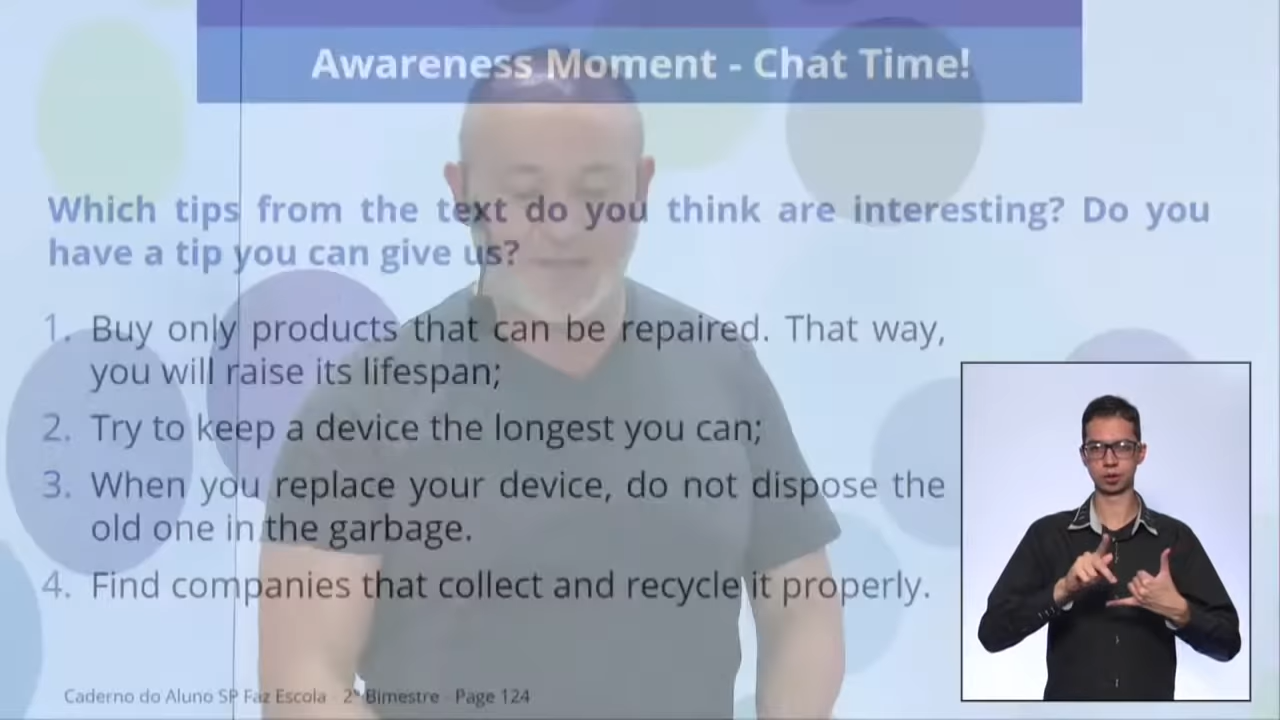 Awareness Moment - Chat Time!
Which tips from the text do you think are interesting? Do you
have a tip you can give us?
1. Buy only products that can be repaired. That way,
you will raise its lifespan;
2. Try to keep a device the longest you can;
3. When you replace your device, do not dispose the
old one in the garbage.
4. Find companies that collect and recycle it properly.
Caderno do Aluno SP Faz Escola - 2º Bimestre - Page 124